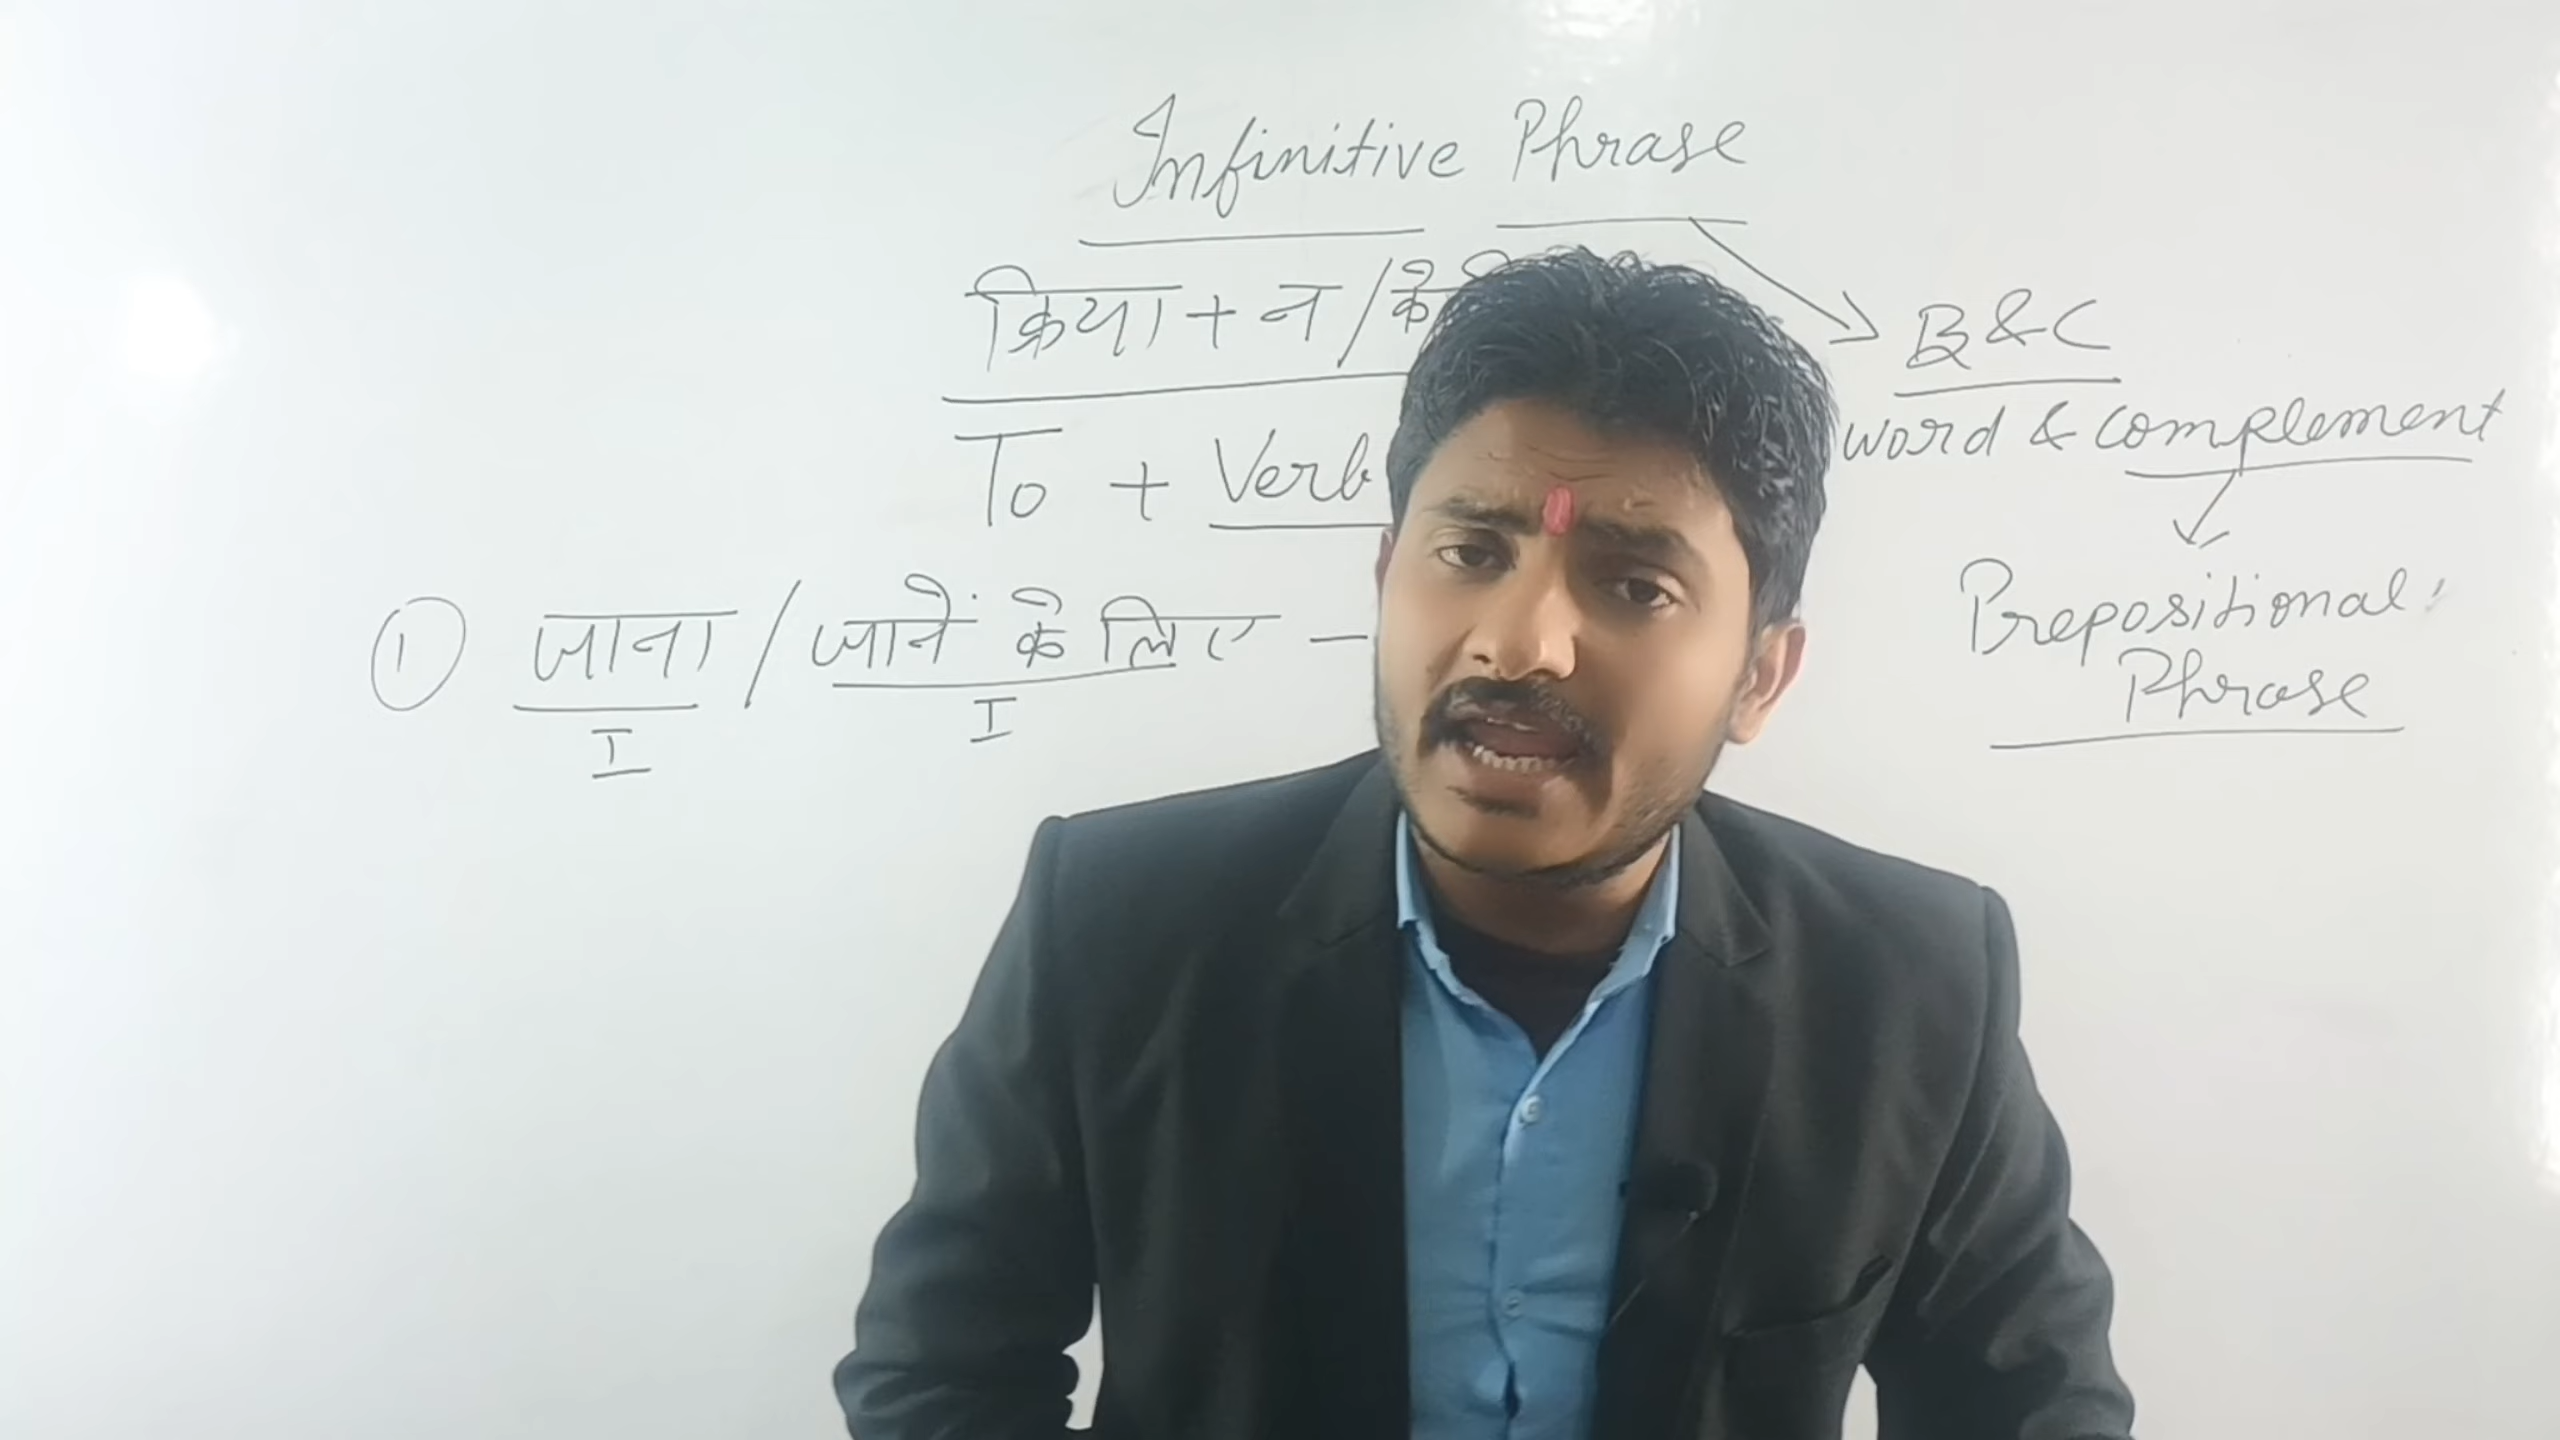 Infinitive Phrase
क्रिया + न / के
B & C
To + Verb
word & complement
① जाना / जानें के लिए –
I I
Prepositional
Phrase